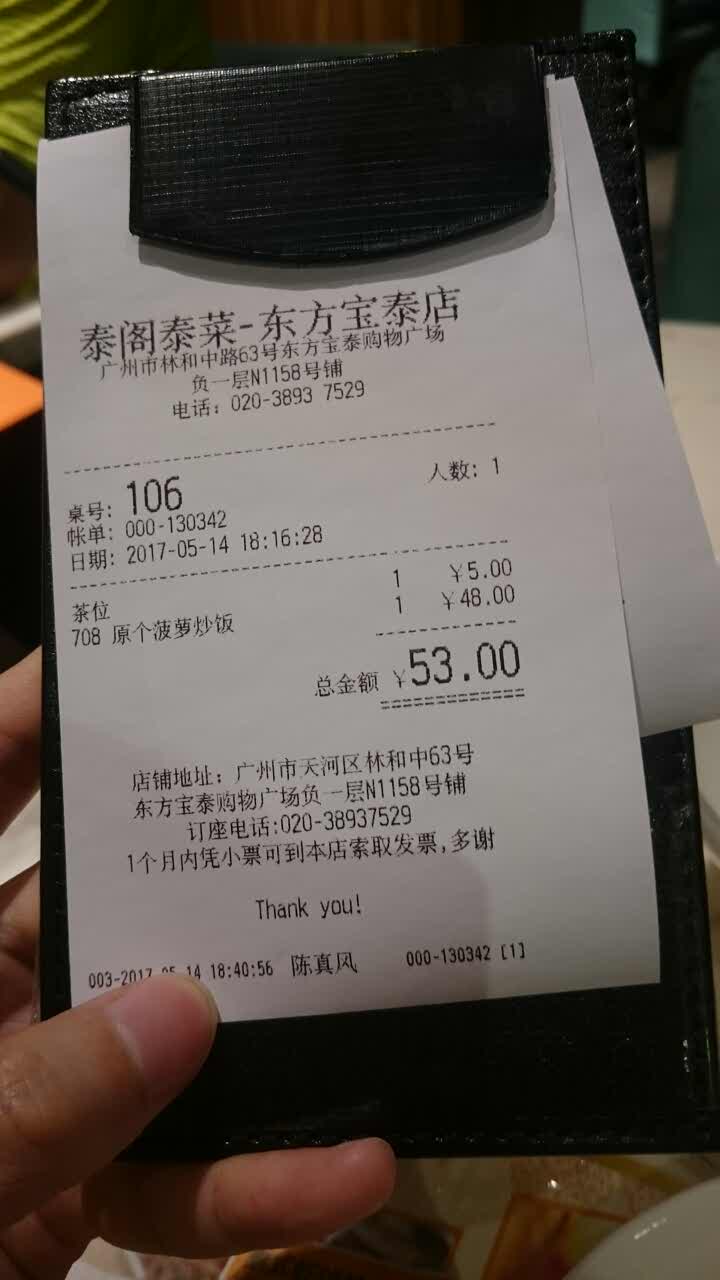 泰阁泰菜-东方宝泰店
广州市林和中路63号东方宝泰购物广场
负一层N1158号铺
电话: 020-3893 7529
桌号: 106 人数: 1
帐单: 000-130342
日期: 2017-05-14 18:16:28
茶位 1 ￥5.00
708 原个菠萝炒饭 1 ￥48.00
总金额 ￥53.00
店铺地址: 广州市天河区林和中63号
东方宝泰购物广场负一层N1158号铺
订座电话:020-38937529
1个月内凭小票可到本店索取发票,多谢
Thank you!
003-2017-05-14 18:40:56 陈真风 000-130342 [1]